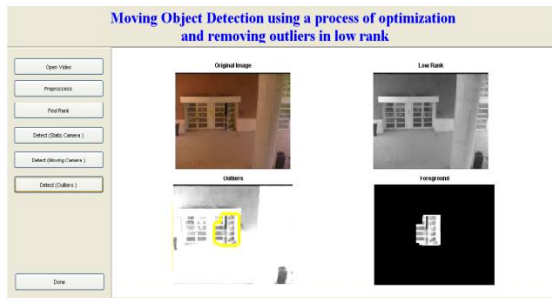 Moving Object Detection using a process of optimization
and removing outliers in low rank
Open Video
Preproccess
Find Rank
Detect (Static Camera )
Detect (Moving Camera )
Detect (Outliers )
Done
Original Image
Low Rank
Outliers
Foreground